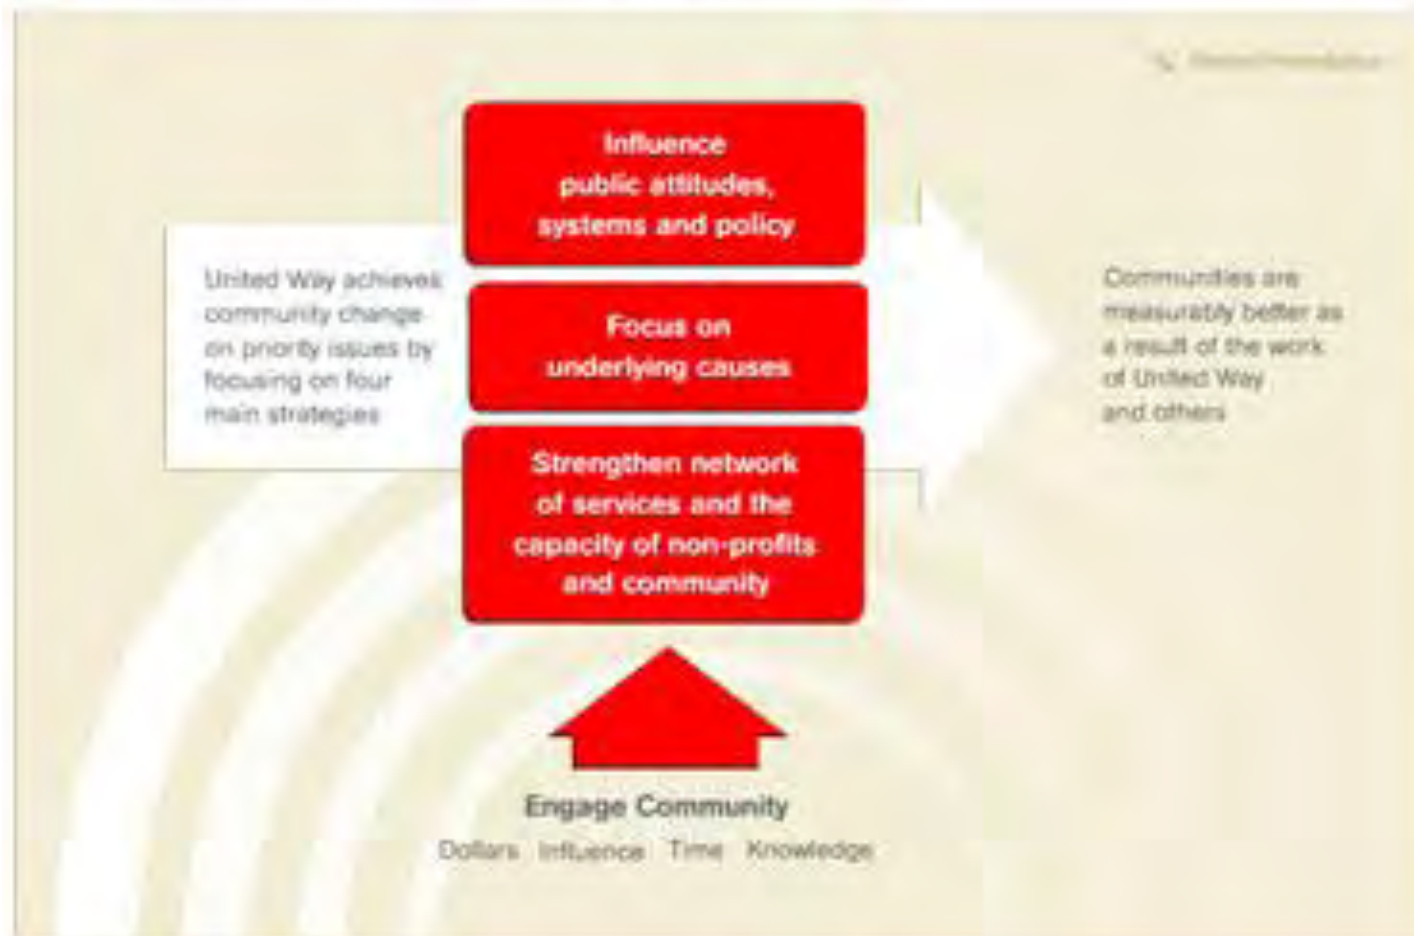 Influence
public attitudes,
systems and policy
United Way achieves
community change
on priority issues by
focusing on four
main strategies
Focus on
underlying causes
Strengthen network
of services and the
capacity of non-profits
and community
Communities are
measurably better as
a result of the work
of United Way
and others
Engage Community
Dollars Influence Time Knowledge